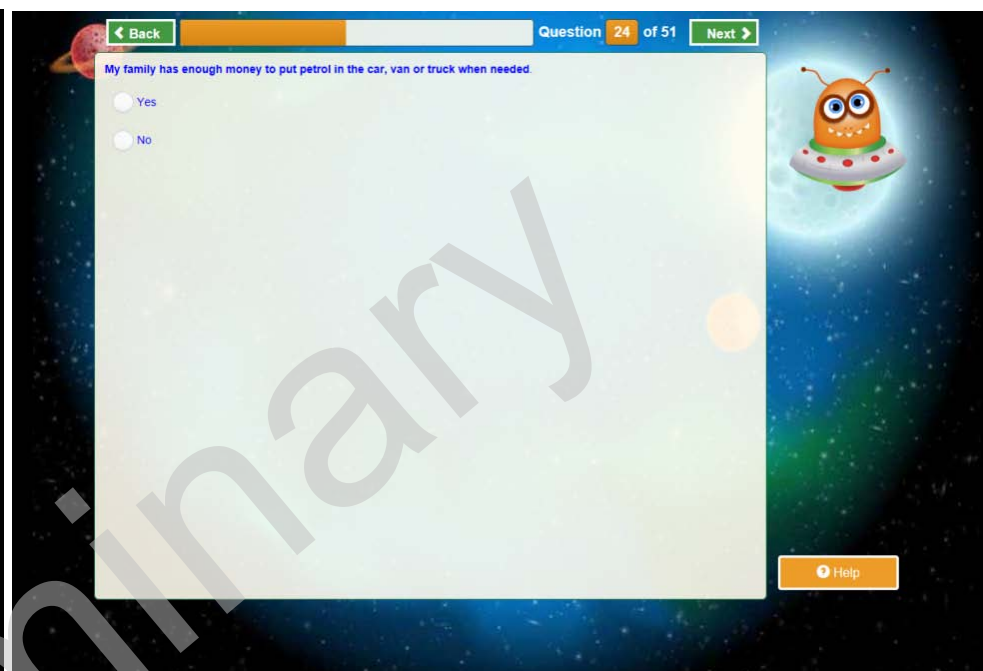 Back
Question 24 of 51
Next
My family has enough money to put petrol in the car, van or truck when needed.
Yes
No
Help
minary